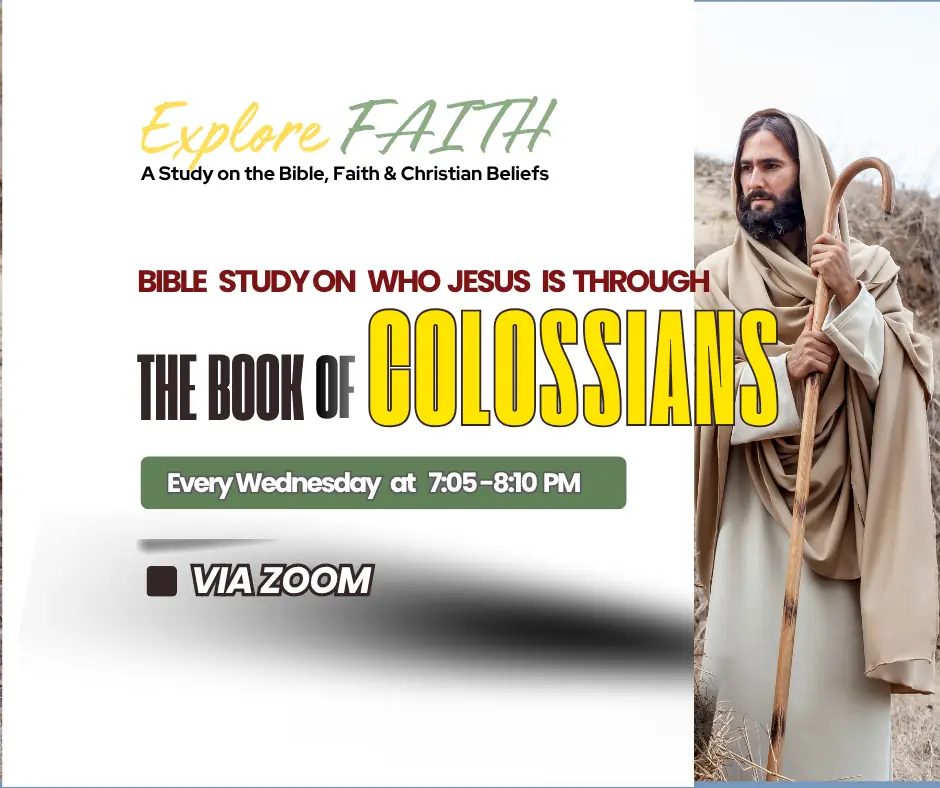 Explore FAITH
A Study on the Bible, Faith & Christian Beliefs
BIBLE STUDY ON WHO JESUS IS THROUGH
THE BOOK OF COLOSSIANS
Every Wednesday at 7:05-8:10 PM
VIA ZOOM